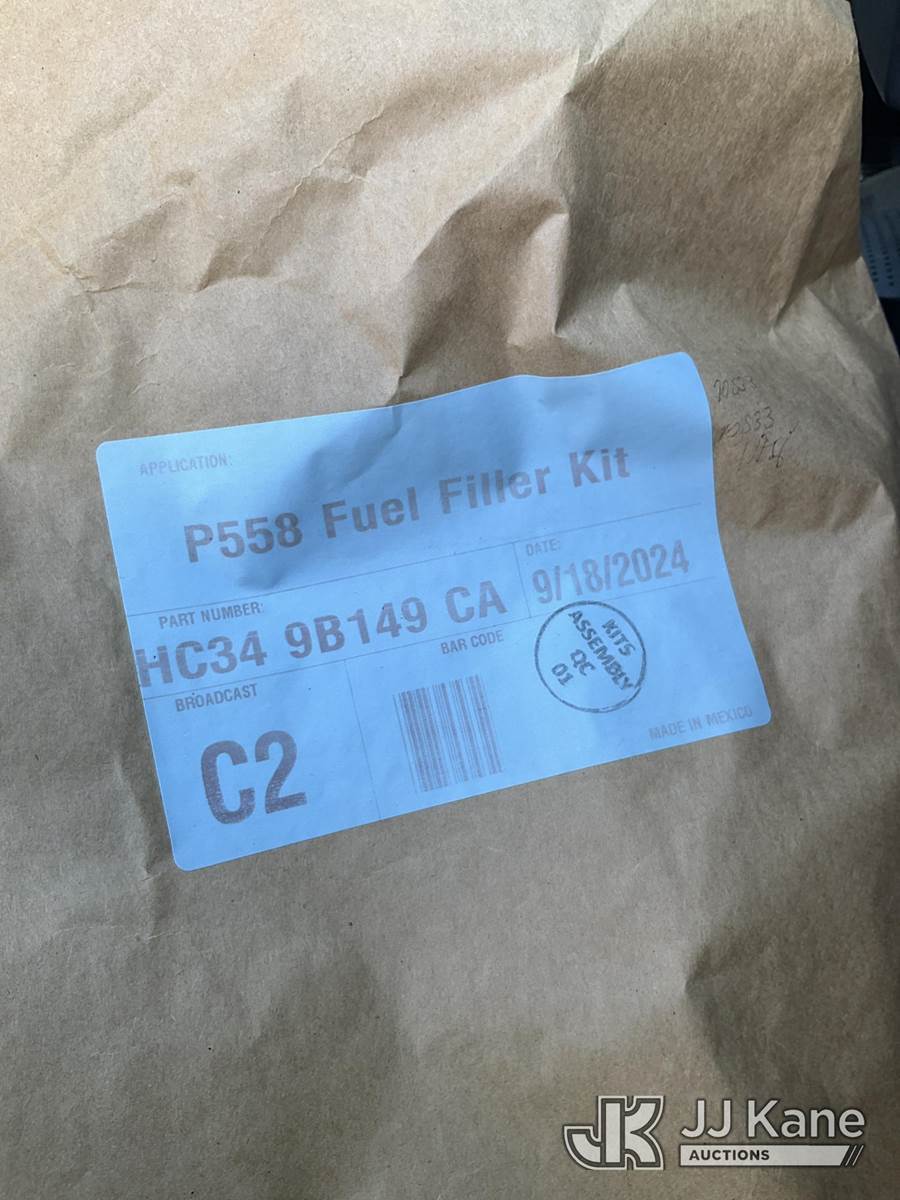 APPLICATION:
P558 Fuel Filler Kit
PART NUMBER:
HC34 9B149 CA
DATE:
9/18/2024
BROADCAST
C2
BAR CODE
KITS
ASSEMBLY
QC
01
MADE IN MEXICO
JK JJ Kane
AUCTIONS